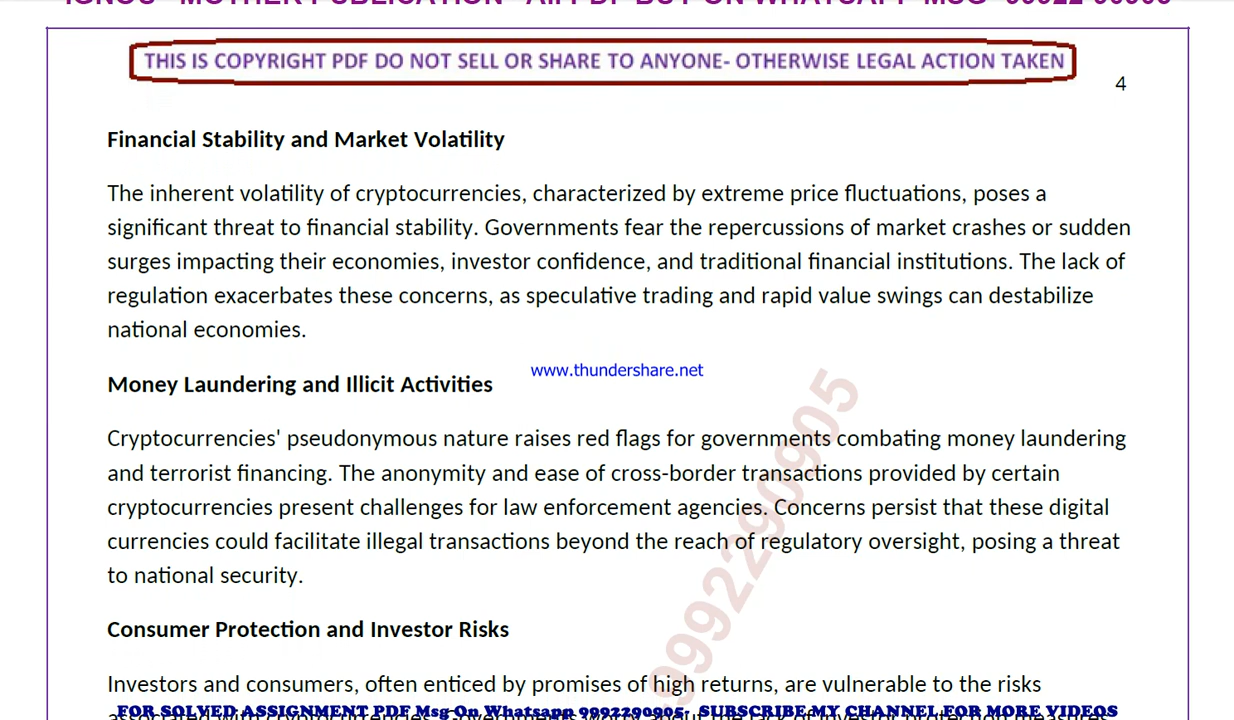 THIS IS COPYRIGHT PDF DO NOT SELL OR SHARE TO ANYONE- OTHERWISE LEGAL ACTION TAKEN
4
Financial Stability and Market Volatility
The inherent volatility of cryptocurrencies, characterized by extreme price fluctuations, poses a
significant threat to financial stability. Governments fear the repercussions of market crashes or sudden
surges impacting their economies, investor confidence, and traditional financial institutions. The lack of
regulation exacerbates these concerns, as speculative trading and rapid value swings can destabilize
national economies.
www.thundershare.net
Money Laundering and Illicit Activities
Cryptocurrencies' pseudonymous nature raises red flags for governments combating money laundering
and terrorist financing. The anonymity and ease of cross-border transactions provided by certain
cryptocurrencies present challenges for law enforcement agencies. Concerns persist that these digital
currencies could facilitate illegal transactions beyond the reach of regulatory oversight, posing a threat
to national security.
9992290905
Consumer Protection and Investor Risks
Investors and consumers, often enticed by promises of high returns, are vulnerable to the risks
FOR SOLVED ASSIGNMENT PDF Msg On Whatsapp 9992290905- SUBSCRIBE MY CHANNEL FOR MORE VIDEOS